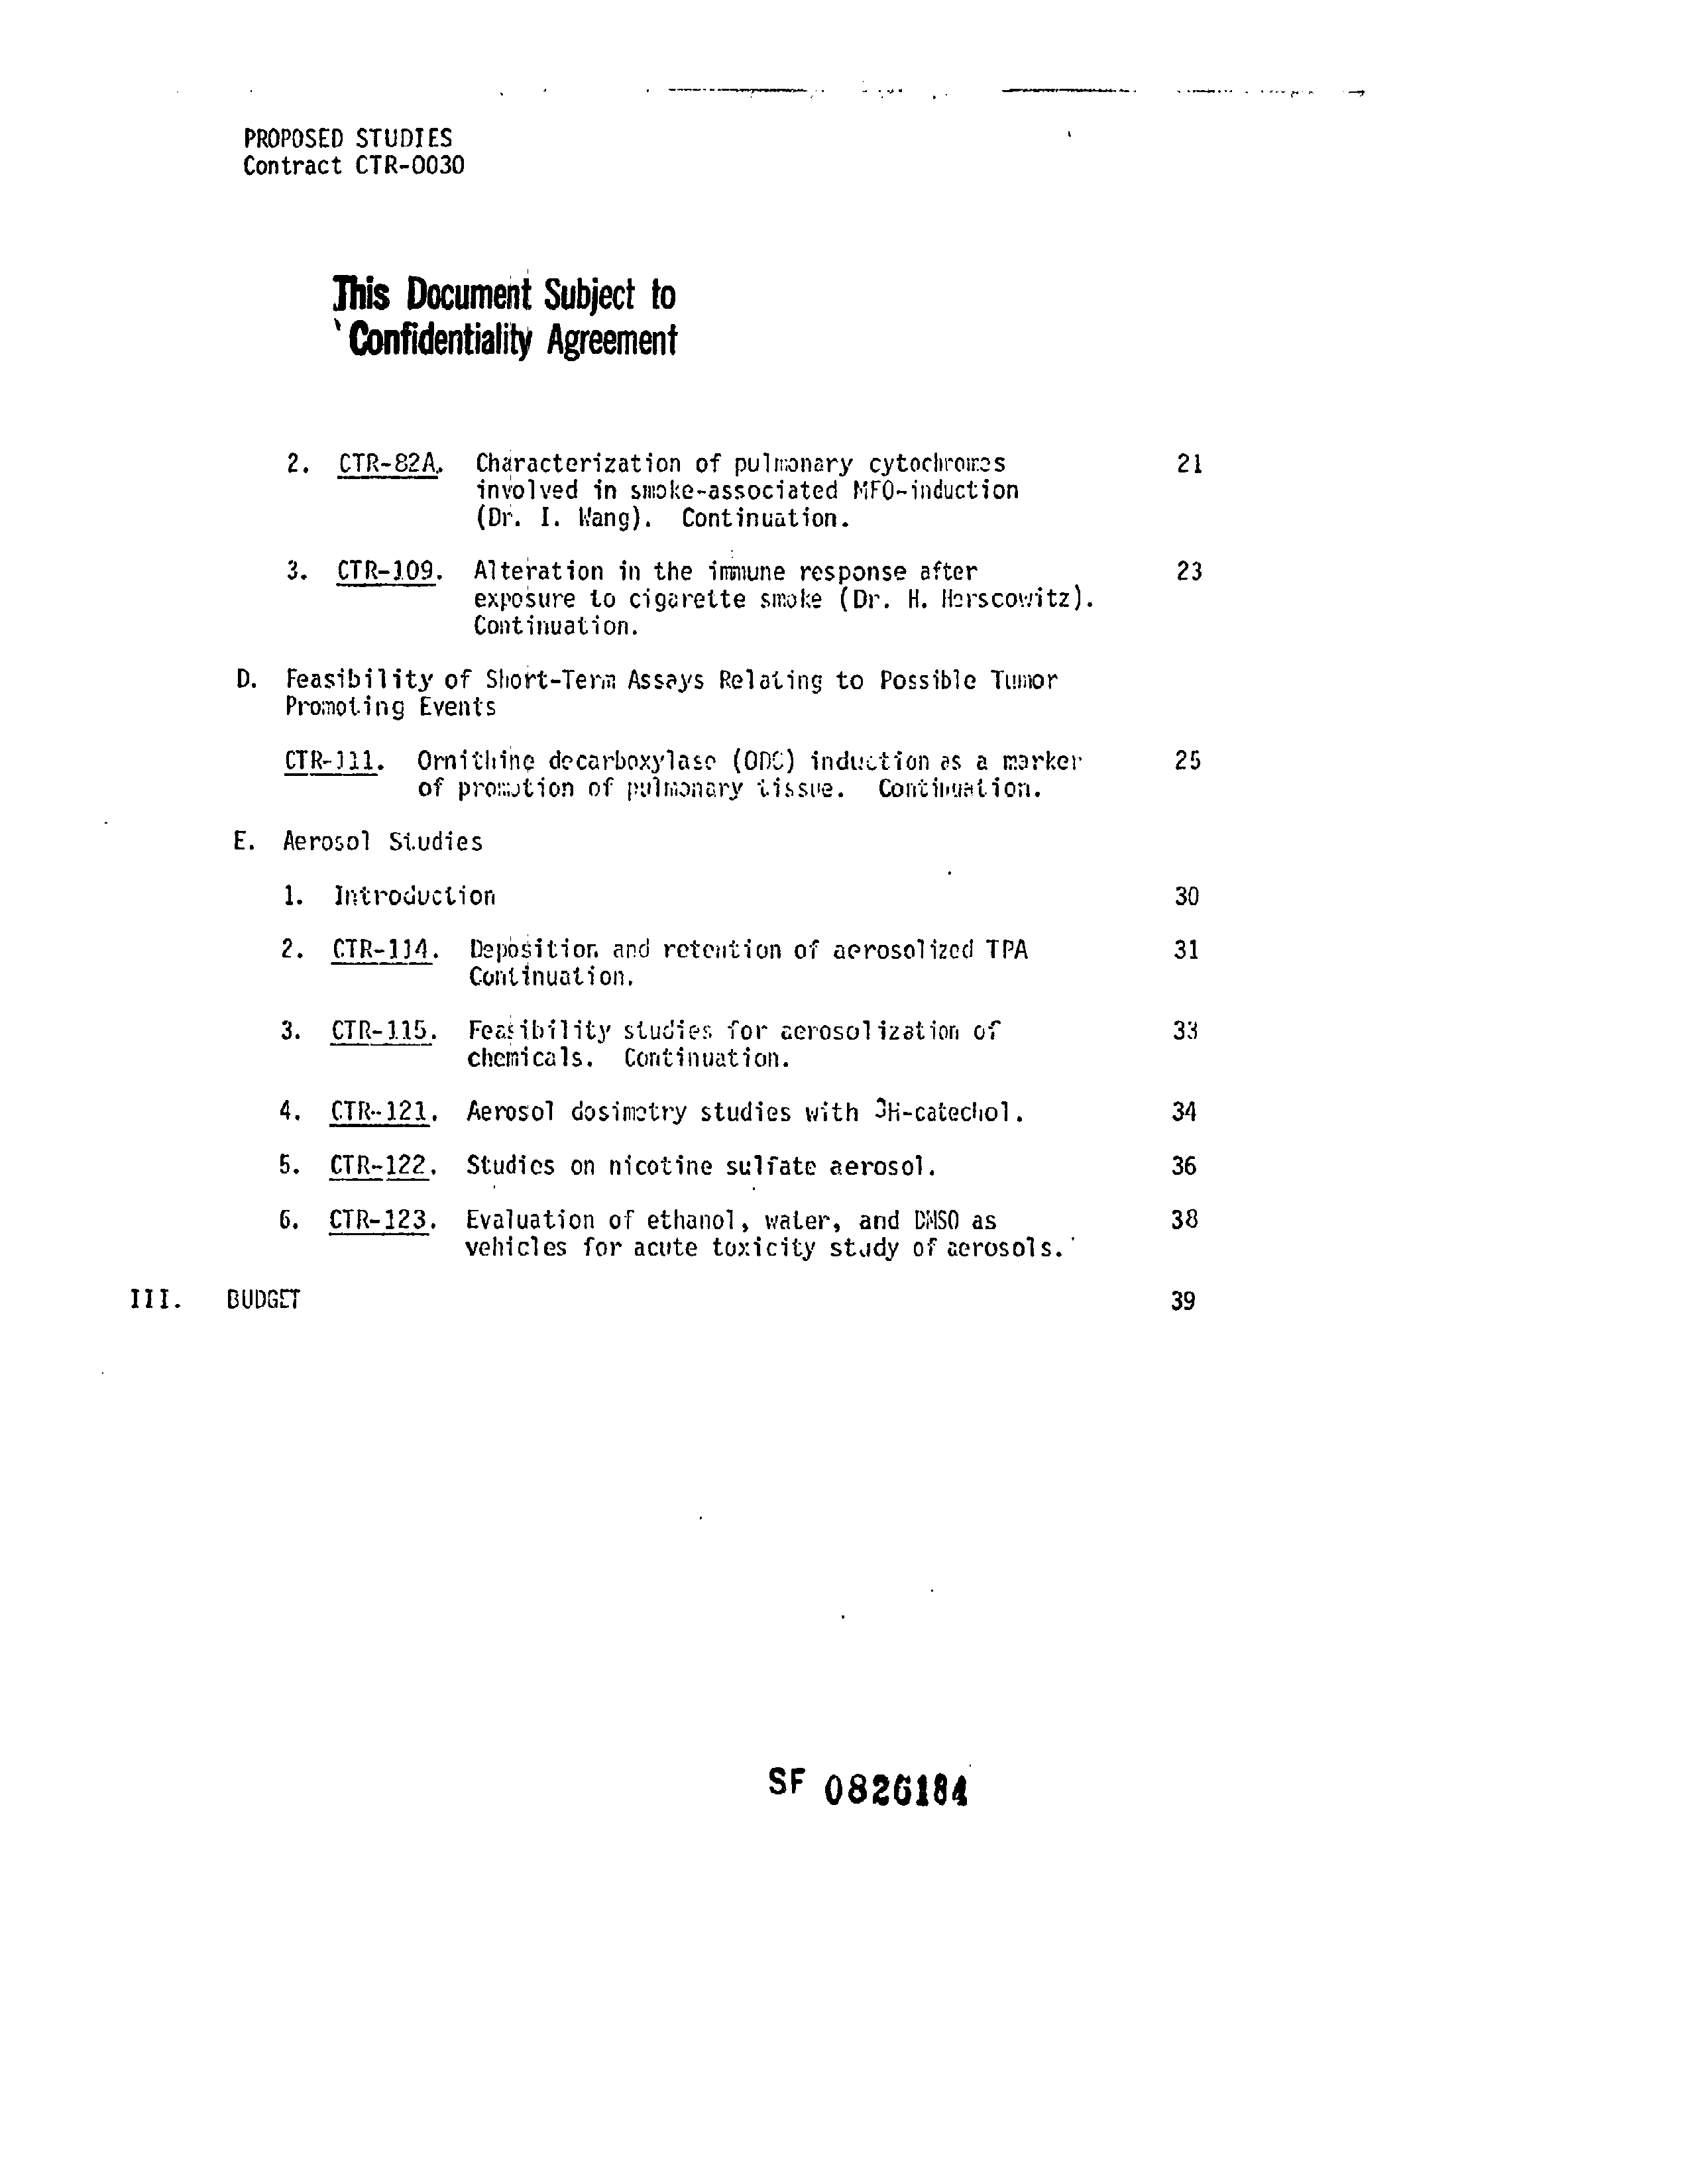 PROPOSED STUDIES
Contract CTR-0030
This Document Subject to
Confidentiality Agreement
2. CTR-82A. Characterization of pulmonary cytochromes 21
involved in smoke-associated MFO-induction
(Dr. I. Wang). Continuation.
3. CTR-109. Alteration in the immune response after 23
exposure to cigarette smoke (Dr. H. Herscowitz).
Continuation.
D. Feasibility of Short-Term Assays Relating to Possible Tumor
Promoting Events
CTR-111. Ornithine decarboxylase (ODC) induction as a marker 25
of promotion of pulmonary tissue. Continuation.
E. Aerosol Studies
1. Introduction 30
2. CTR-114. Deposition and retention of aerosolized TPA 31
Continuation.
3. CTR-115. Feasibility studies for aerosolization of 33
chemicals. Continuation.
4. CTR-121. Aerosol dosimetry studies with ³H-catechol. 34
5. CTR-122. Studies on nicotine sulfate aerosol. 36
6. CTR-123. Evaluation of ethanol, water, and DMSO as 38
vehicles for acute toxicity study of aerosols.
III. BUDGET 39
SF 0826184